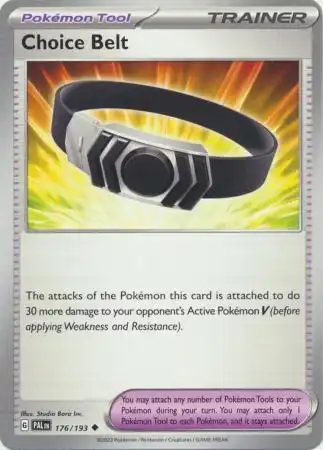 Pokémon Tool TRAINER
Choice Belt
The attacks of the Pokémon this card is attached to do
30 more damage to your opponent's Active Pokémon V (before
applying Weakness and Resistance).
Illus. Studio Bora Inc.
G PAL EN 176/193 ◆
You may attach any number of Pokémon Tools to your
Pokémon during your turn. You may attach only 1
Pokémon Tool to each Pokémon, and it stays attached.
©2023 Pokémon / Nintendo / Creatures / GAME FREAK